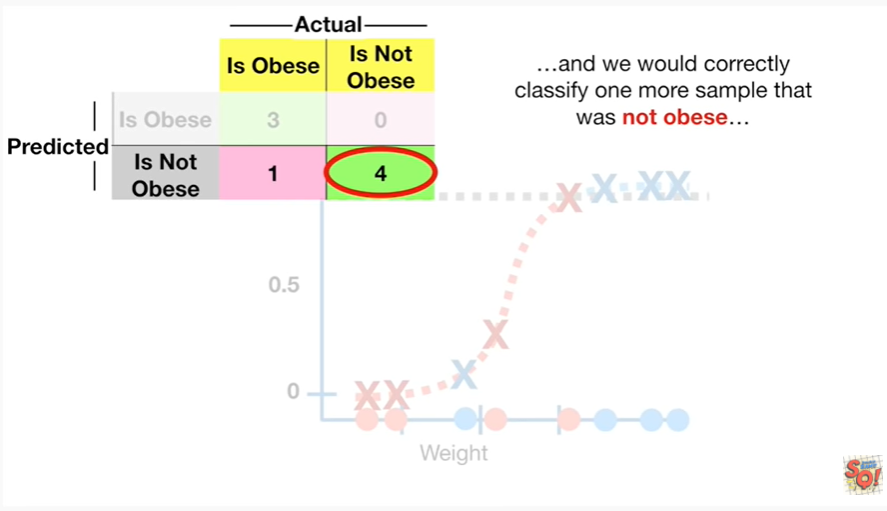 Actual
Is Obese
Is Not
Obese
Predicted
Is Obese
3
0
Is Not
Obese
1
4
...and we would correctly
classify one more sample that
was not obese...
0.5
0
X X X X X X X X
Weight
SQ!